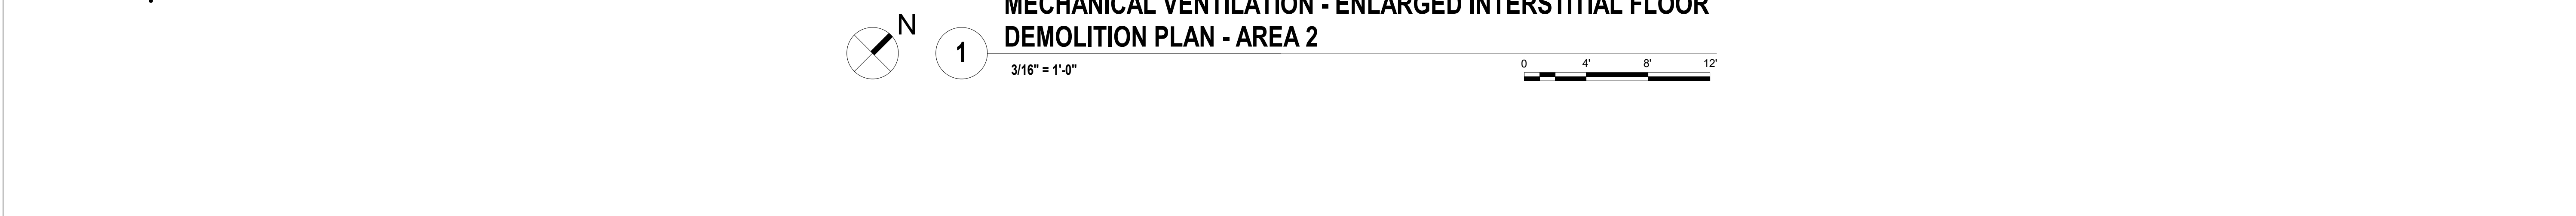 MECHANICAL VENTILATION - ENLARGED INTERSTITIAL FLOOR
N
1
DEMOLITION PLAN - AREA 2
3/16" = 1'-0"
0 4' 8' 12'